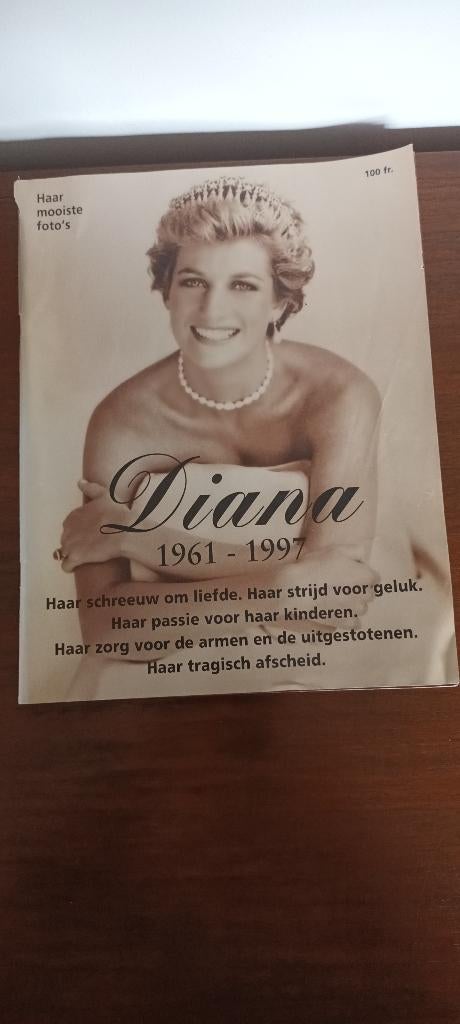 Haar
mooiste
foto's
100 fr.
Diana
1961 - 1997
Haar schreeuw om liefde. Haar strijd voor geluk.
Haar passie voor haar kinderen.
Haar zorg voor de armen en de uitgestotenen.
Haar tragisch afscheid.